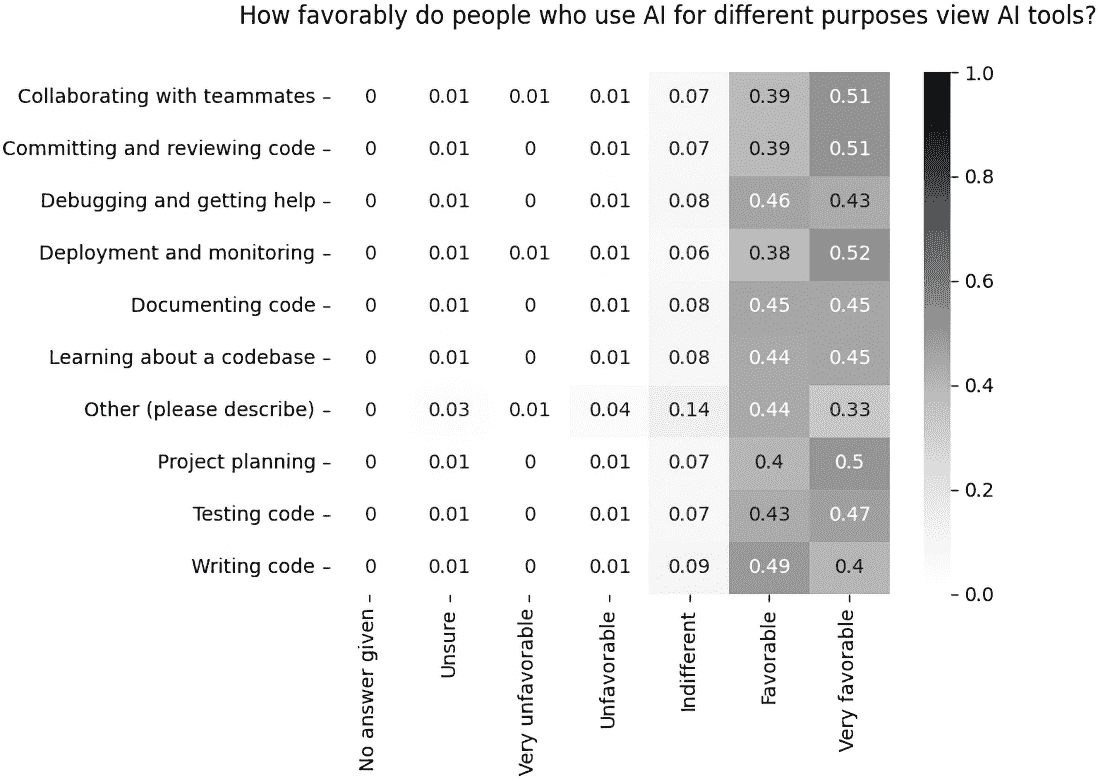 How favorably do people who use AI for different purposes view AI tools?
Collaborating with teammates 0 0.01 0.01 0.01 0.07 0.39 0.51
Committing and reviewing code 0 0.01 0 0.01 0.07 0.39 0.51
Debugging and getting help 0 0.01 0 0.01 0.08 0.46 0.43
Deployment and monitoring 0 0.01 0.01 0.01 0.06 0.38 0.52
Documenting code 0 0.01 0 0.01 0.08 0.45 0.45
Learning about a codebase 0 0.01 0 0.01 0.08 0.44 0.45
Other (please describe) 0 0.03 0.01 0.04 0.14 0.44 0.33
Project planning 0 0.01 0 0.01 0.07 0.4 0.5
Testing code 0 0.01 0 0.01 0.07 0.43 0.47
Writing code 0 0.01 0 0.01 0.09 0.49 0.4
No answer given
Unsure
Very unfavorable
Unfavorable
Indifferent
Favorable
Very favorable
1.0
0.8
0.6
0.4
0.2
0.0